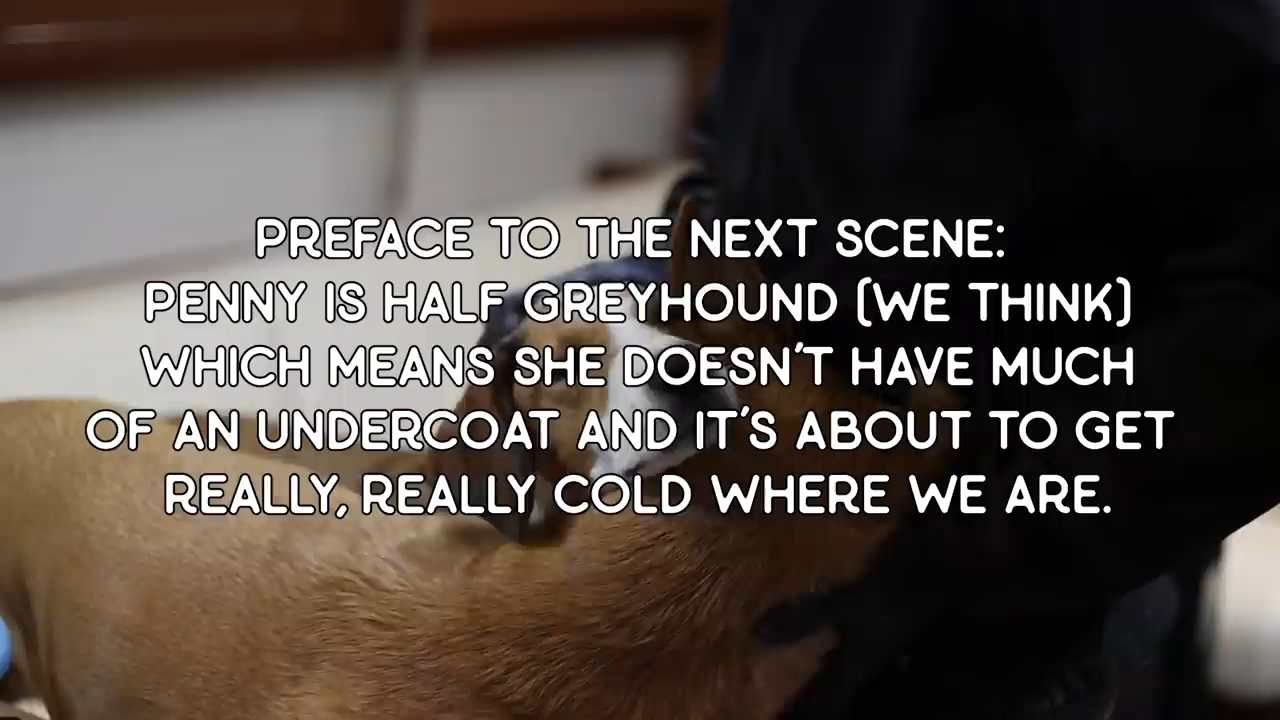 PREFACE TO THE NEXT SCENE:
PENNY IS HALF GREYHOUND (WE THINK)
WHICH MEANS SHE DOESN'T HAVE MUCH
OF AN UNDERCOAT AND IT'S ABOUT TO GET
REALLY, REALLY COLD WHERE WE ARE.